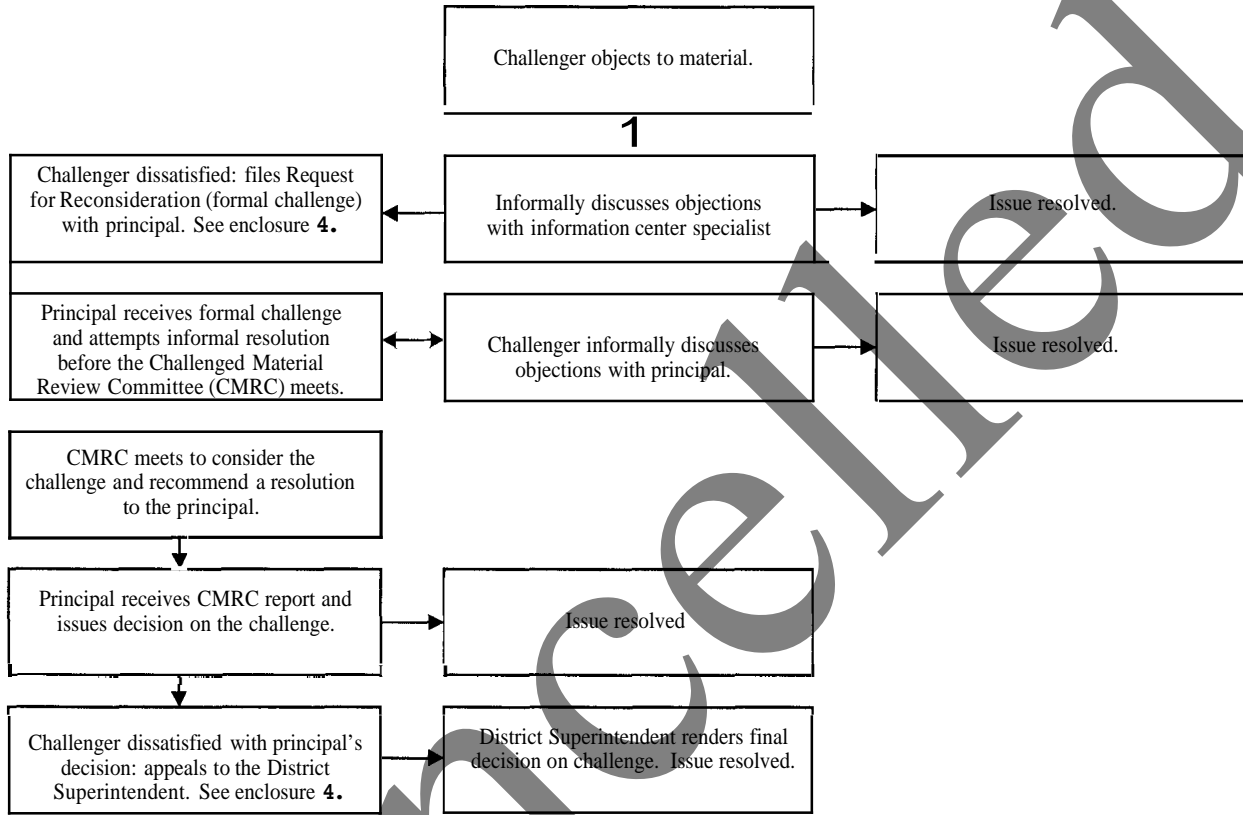 Challenger objects to material.
1
Challenger dissatisfied: files Request
for Reconsideration (formal challenge)
with principal. See enclosure 4.
Informally discusses objections
with information center specialist
Issue resolved.
Principal receives formal challenge
and attempts informal resolution
before the Challenged Material
Review Committee (CMRC) meets.
Challenger informally discusses
objections with principal.
Issue resolved.
CMRC meets to consider the
challenge and recommend a resolution
to the principal.
Principal receives CMRC report and
issues decision on the challenge.
Issue resolved
Challenger dissatisfied with principal's
decision: appeals to the District
Superintendent. See enclosure 4.
District Superintendent renders final
decision on challenge. Issue resolved.
ncelled